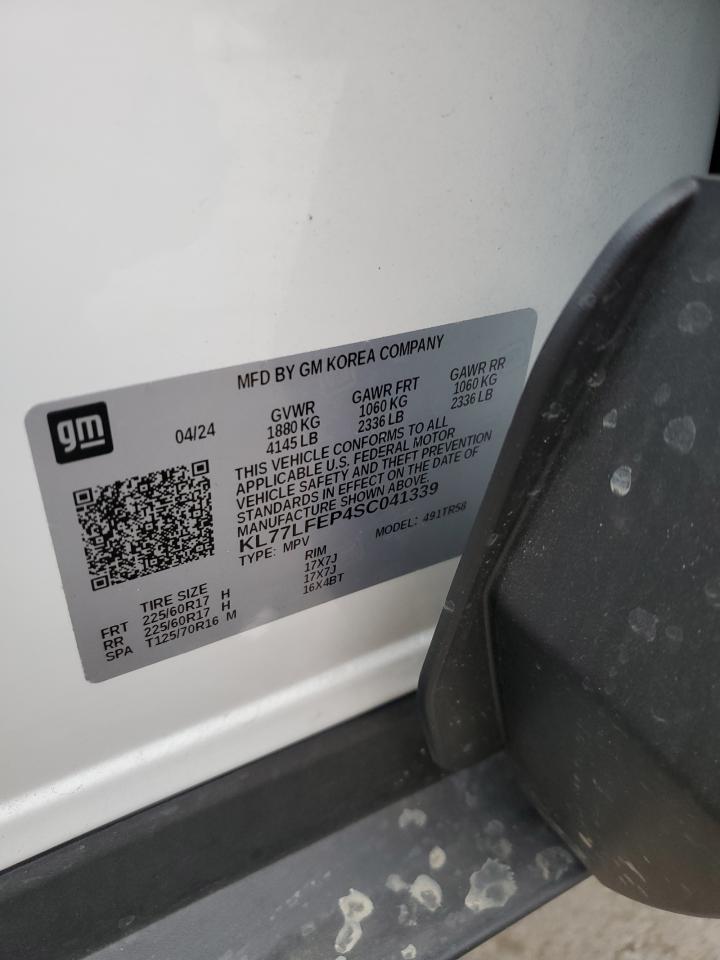 MFD BY GM KOREA COMPANY
gm
04/24
GVWR
1880 KG
4145 LB
GAWR FRT
1060 KG
2336 LB
GAWR RR
1060 KG
2336 LB
THIS VEHICLE CONFORMS TO ALL
APPLICABLE U.S. FEDERAL MOTOR
VEHICLE SAFETY AND THEFT PREVENTION
STANDARDS IN EFFECT ON THE DATE OF
MANUFACTURE SHOWN ABOVE.
KL77LFEP4SC041339
TYPE: MPV MODEL: 491TR58
TIRE SIZE RIM
FRT 225/60R17 H 17X7J
RR 225/60R17 H 17X7J
SPA T125/70R16 M 16X4BT